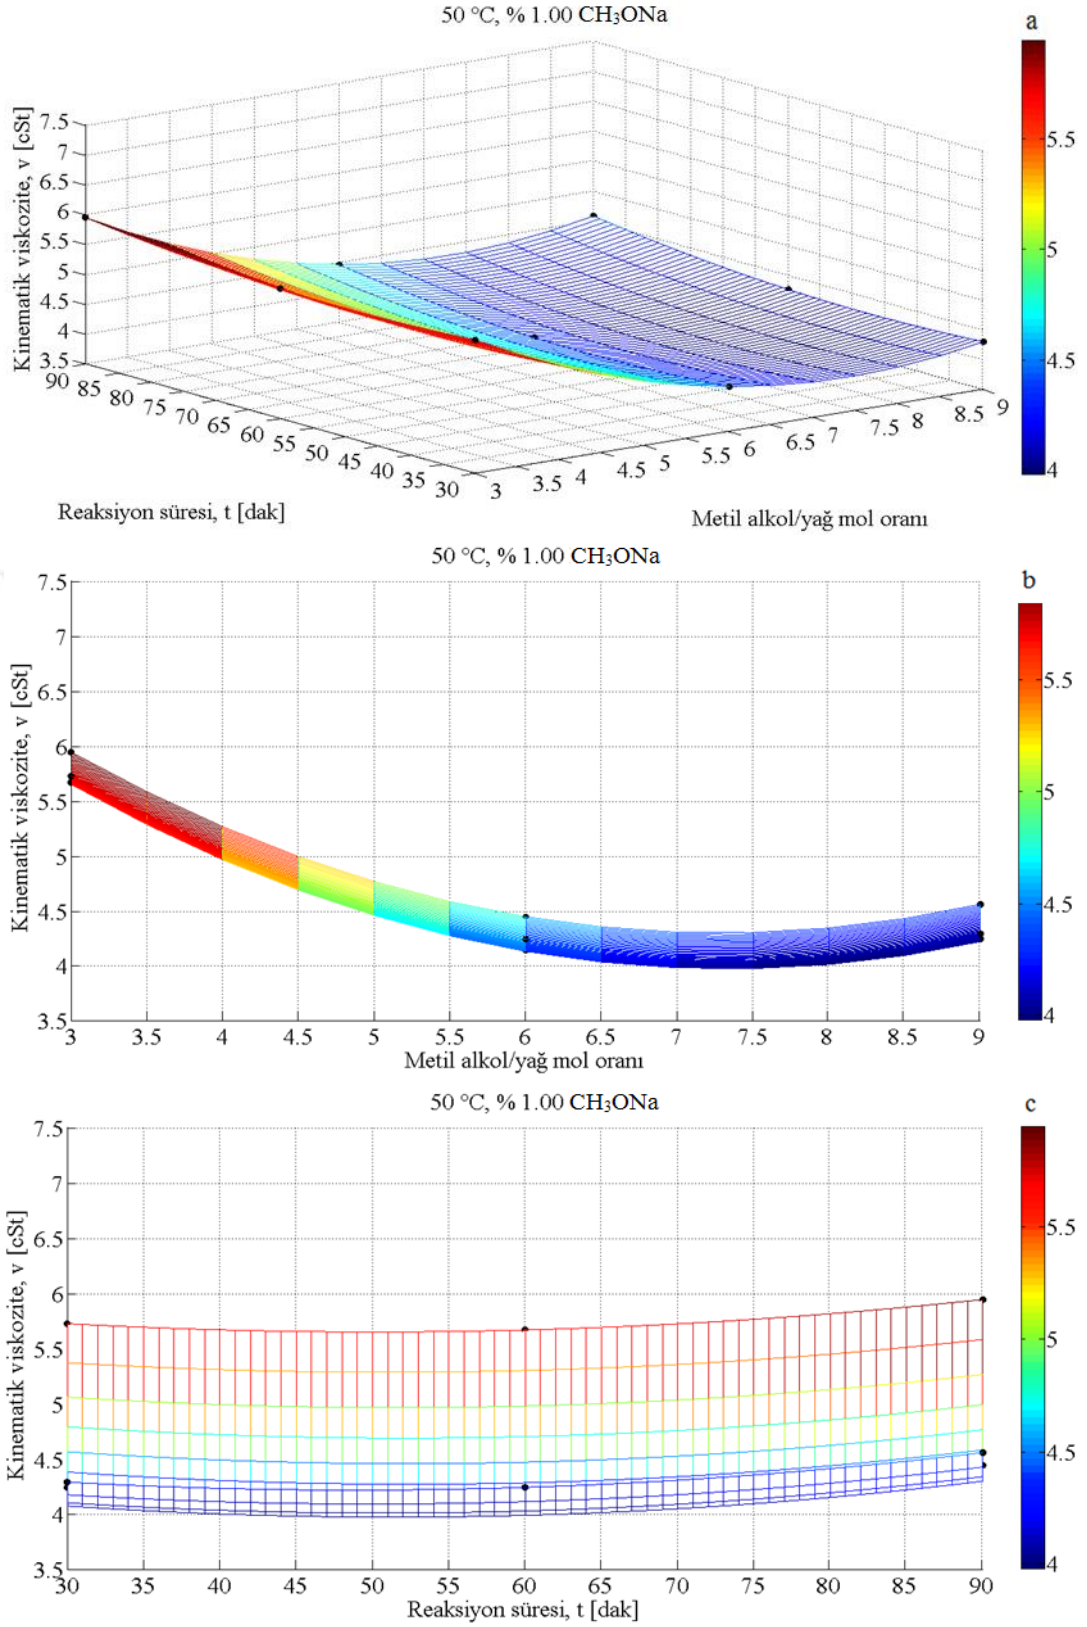 50 °C, % 1.00 CH₃ONa
a
Kinematik viskozite, v [cSt]
7.5
7
6.5
6
5.5
5
4.5
4
3.5
90 85 80 75 70 65 60 55 50 45 40 35 30
3 3.5 4 4.5 5 5.5 6 6.5 7 7.5 8 8.5 9
Reaksiyon süresi, t [dak]
Metil alkol/yağ mol oranı
5.5
5
4.5
4
50 °C, % 1.00 CH₃ONa
b
Kinematik viskozite, v [cSt]
7.5
7
6.5
6
5.5
5
4.5
4
3.5
3 3.5 4 4.5 5 5.5 6 6.5 7 7.5 8 8.5 9
Metil alkol/yağ mol oranı
5.5
5
4.5
4
50 °C, % 1.00 CH₃ONa
c
Kinematik viskozite, v [cSt]
7.5
7
6.5
6
5.5
5
4.5
4
3.5
30 35 40 45 50 55 60 65 70 75 80 85 90
Reaksiyon süresi, t [dak]
5.5
5
4.5
4